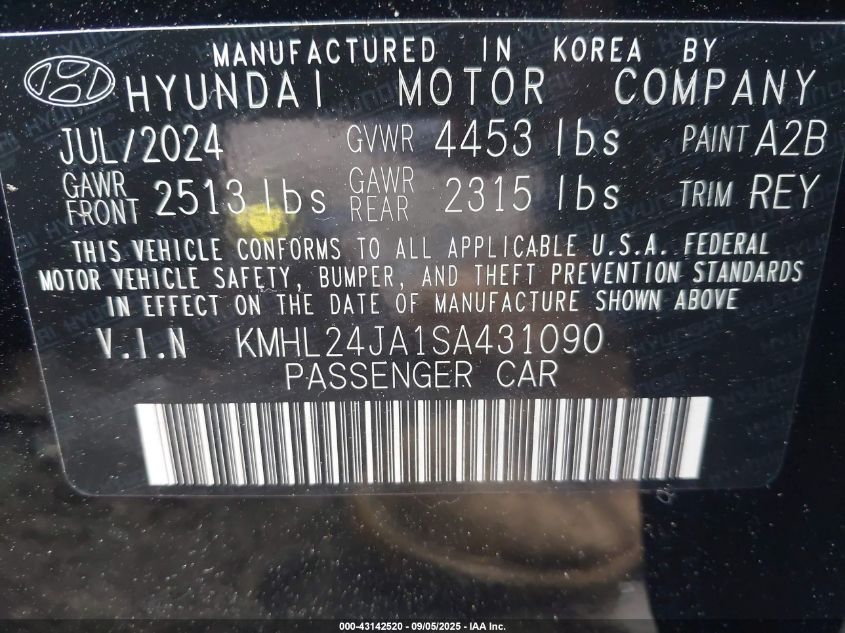 MANUFACTURED IN KOREA BY
HYUNDAI MOTOR COMPANY
JUL/2024 GVWR 4453 lbs PAINT A2B
GAWR FRONT 2513 lbs GAWR REAR 2315 lbs TRIM REY
THIS VEHICLE CONFORMS TO ALL APPLICABLE U.S.A. FEDERAL
MOTOR VEHICLE SAFETY, BUMPER, AND THEFT PREVENTION STANDARDS
IN EFFECT ON THE DATE OF MANUFACTURE SHOWN ABOVE
V.I.N KMHL24JA1SA431090
PASSENGER CAR
000-43142520 - 09/05/2025 - IAA Inc.